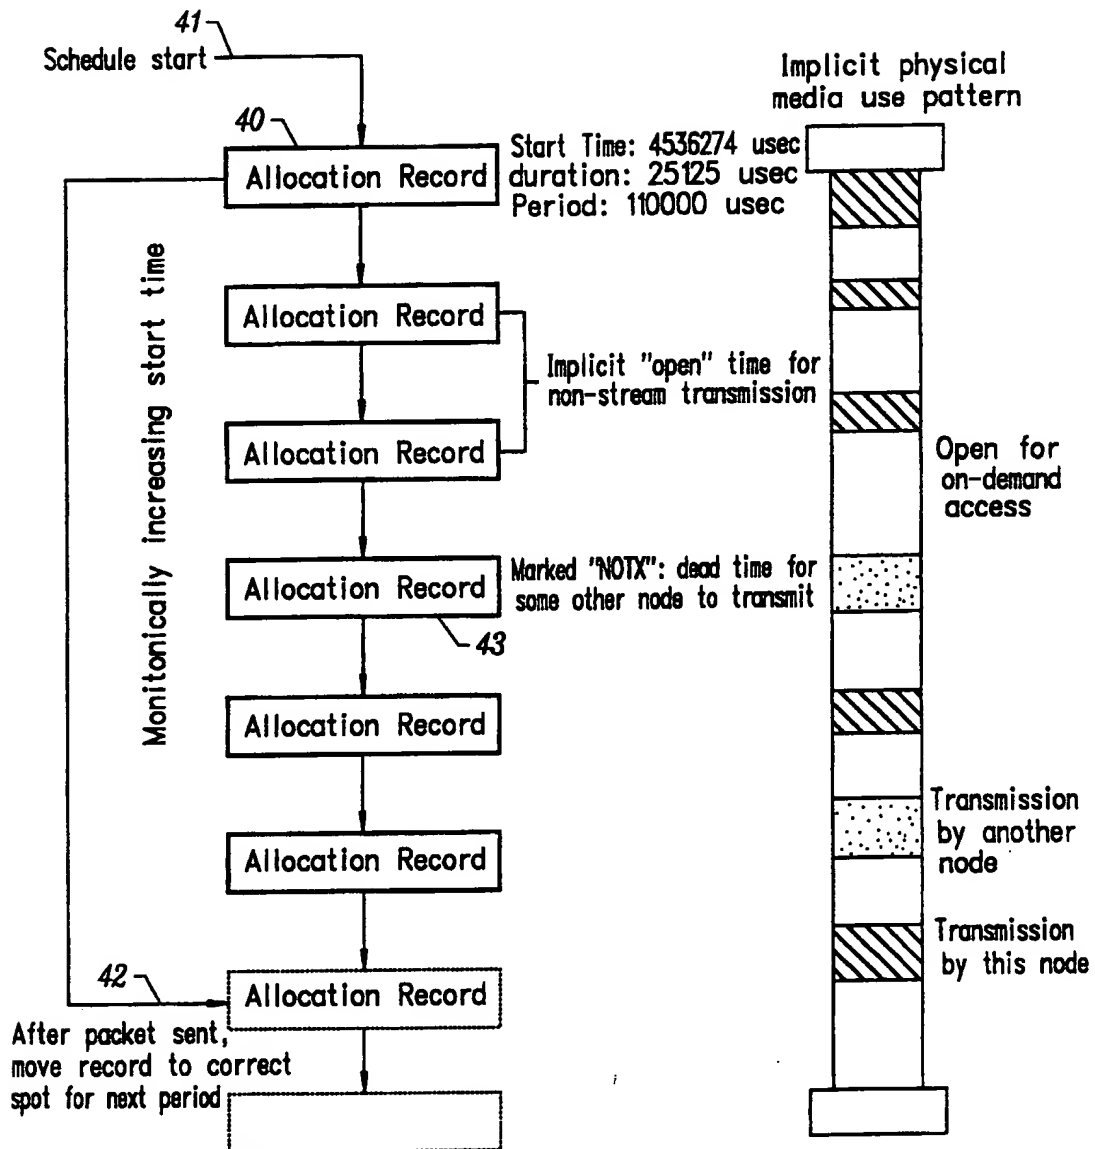 41
Schedule start
Implicit physical
media use pattern
40
Allocation Record
Start Time: 4536274 usec
duration: 25125 usec
Period: 110000 usec
Monitonically increasing start time
Allocation Record
Implicit "open" time for
non-stream transmission
Allocation Record
Open for
on-demand
access
Allocation Record
Marked "NOTX": dead time for
some other node to transmit
43
Allocation Record
Allocation Record
Transmission
by another
node
Transmission
by this node
42
Allocation Record
After packet sent,
move record to correct
spot for next period